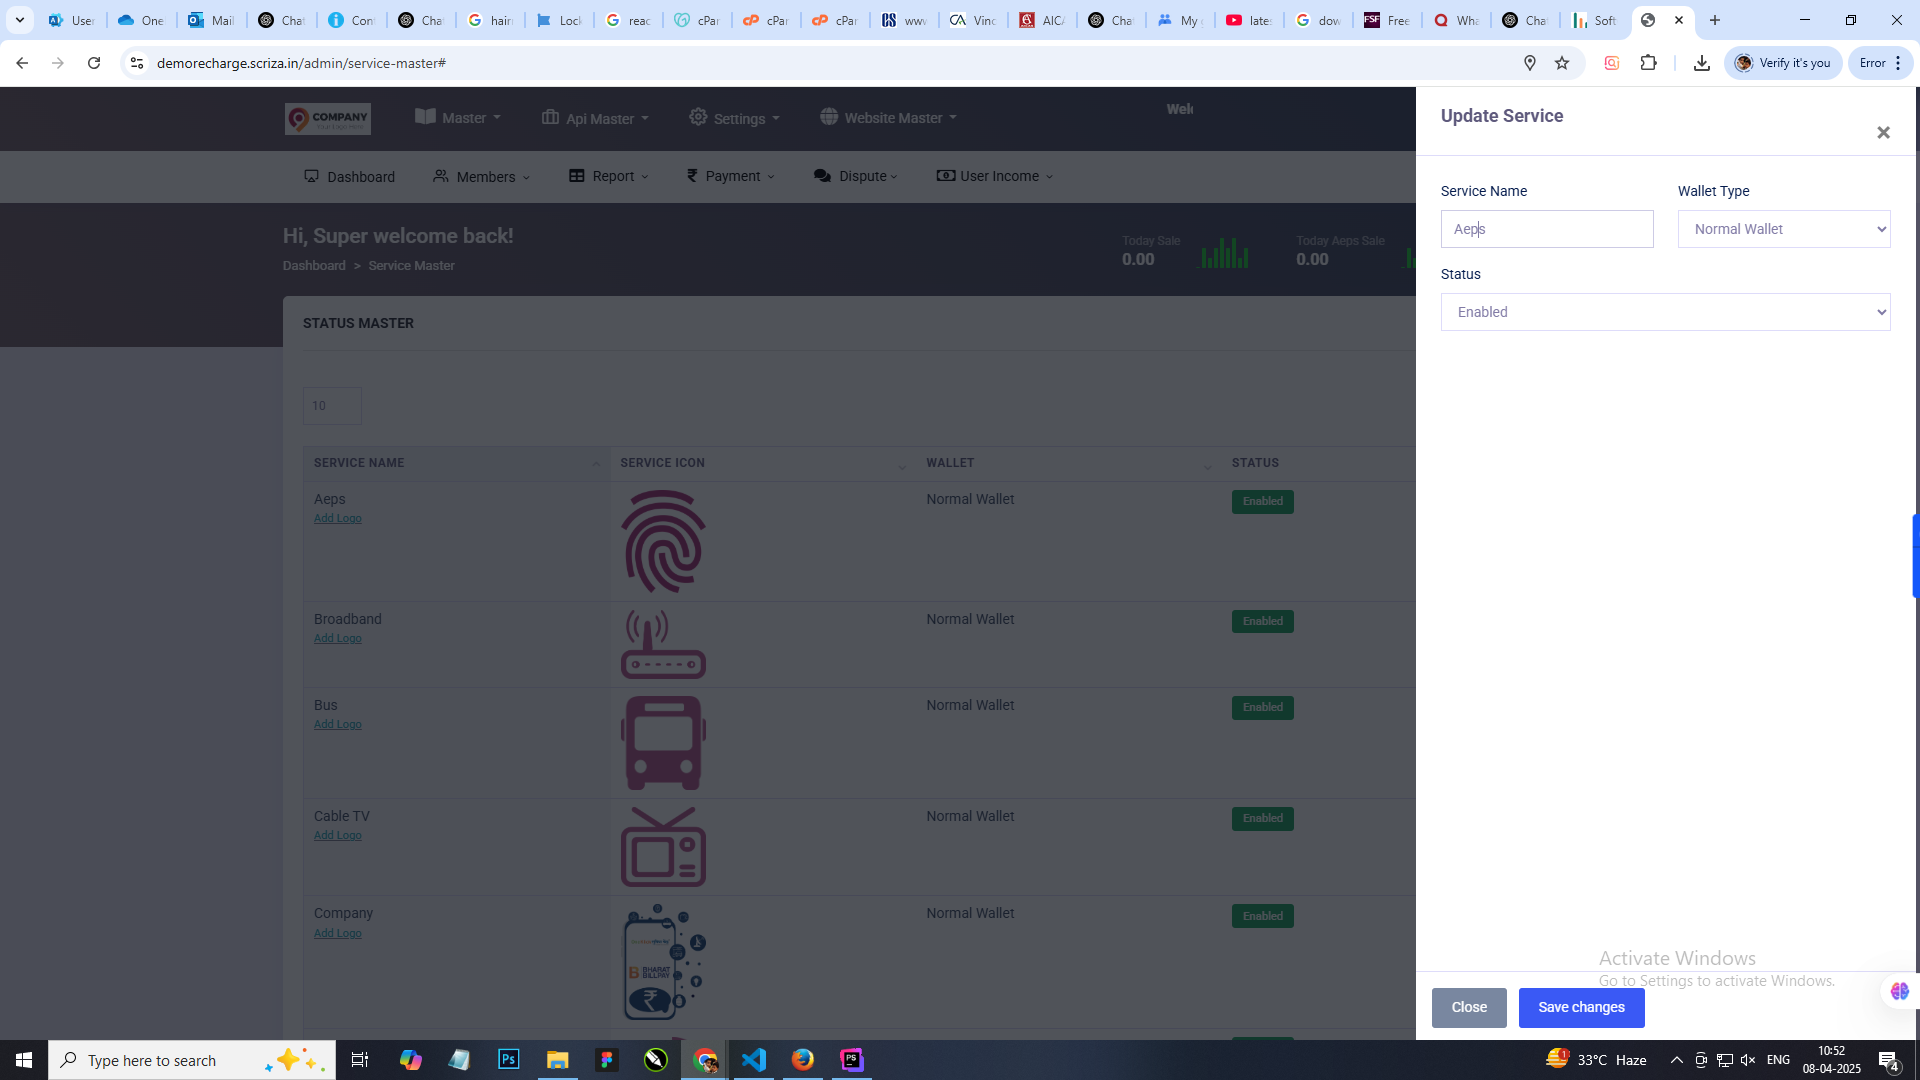 User
One
Mail
Chat
Con
Chat
hairi
Lock
reac
cPar
cPar
cPar
www
Vinc
AICA
Chat
My
late
dow
Free
Wha
Chat
Soft
demorecharge.scriza.in/admin/service-master#
Verify it's you
Error
COMPANY
Master
Api Master
Settings
Website Master
Welc
Dashboard
Members
Report
Payment
Dispute
User Income
Hi, Super welcome back!
Dashboard > Service Master
Today Sale
0.00
Today Aeps Sale
0.00
STATUS MASTER
10
SERVICE NAME
SERVICE ICON
WALLET
STATUS
Aeps
Add Logo
Normal Wallet
Enabled
Broadband
Add Logo
Normal Wallet
Enabled
Bus
Add Logo
Normal Wallet
Enabled
Cable TV
Add Logo
Normal Wallet
Enabled
Company
Add Logo
BHARAT
BILLPAY
Normal Wallet
Enabled
Update Service
Service Name
Wallet Type
Aeps
Normal Wallet
Status
Enabled
Activate Windows
Go to Settings to activate Windows.
Close
Save changes
Type here to search
33°C Haze
ENG
10:52
08-04-2025
4